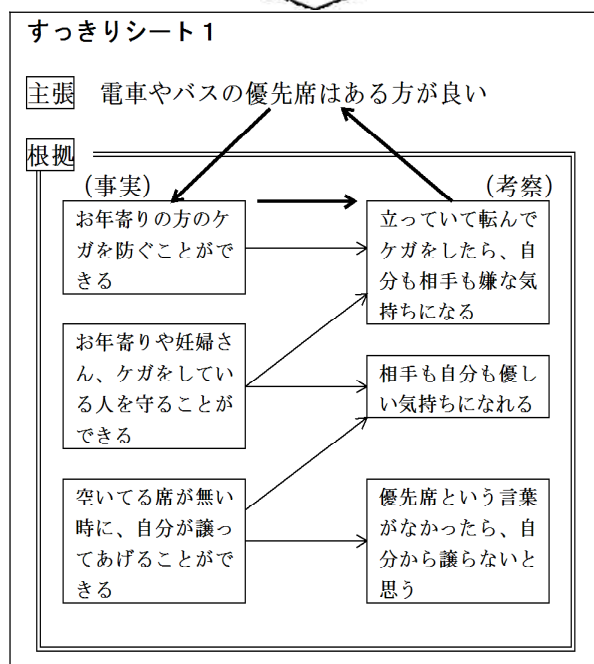 すっきりシート1
主張 電車やバスの優先席はある方が良い
根拠
(事実)
お年寄りの方のケ
ガを防ぐことがで
きる
お年寄りや妊婦さ
ん、ケガをしてい
る人を守ることが
できる
空いてる席が無い
時に、自分が譲っ
てあげることがで
きる
(考察)
立っていて転んで
ケガをしたら、自
分も相手も嫌な気
持ちになる
相手も自分も優し
い気持ちになれる
優先席という言葉
がなかったら、自
分から譲らないと
思う